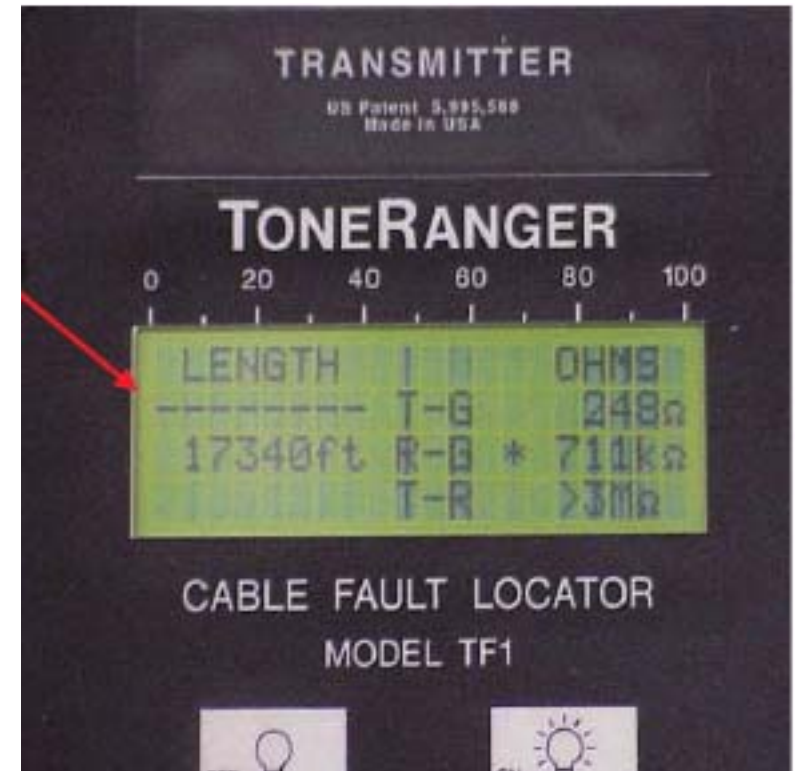 TRANSMITTER
US Patent 5,995,588
Made in USA
TONERANGER
0 20 40 60 80 100
LENGTH | OHMS
-------- T-G 248Ω
17340ft R-G * 711kΩ
T-R >3MΩ
CABLE FAULT LOCATOR
MODEL TF1